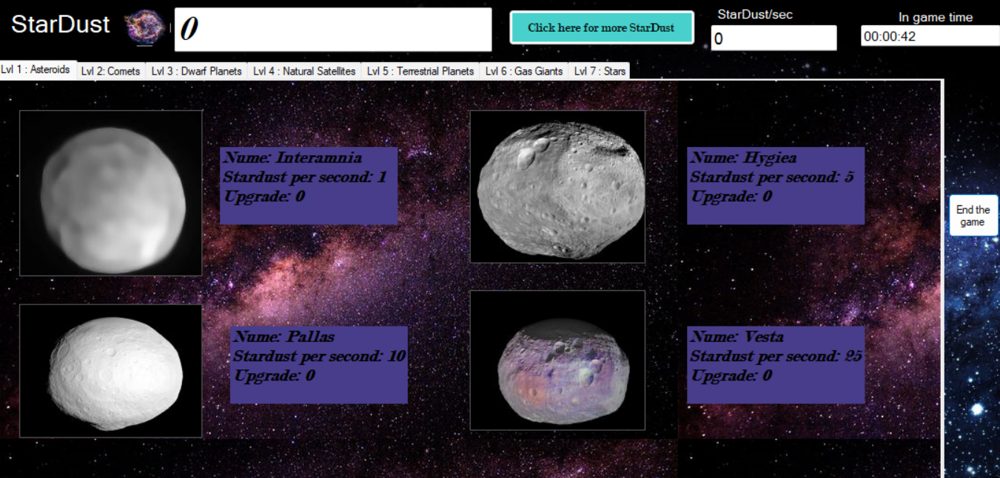 StarDust
0
Click here for more StarDust
StarDust/sec
0
In game time
00:00:42
Lvl 1 : Asteroids
Lvl 2: Comets
Lvl 3 : Dwarf Planets
Lvl 4 : Natural Satellites
Lvl 5 : Terrestrial Planets
Lvl 6 : Gas Giants
Lvl 7 : Stars
Nume: Interamnia
Stardust per second: 1
Upgrade: 0
Nume: Hygiea
Stardust per second: 5
Upgrade: 0
Nume: Pallas
Stardust per second: 10
Upgrade: 0
Nume: Vesta
Stardust per second: 25
Upgrade: 0
End the
game